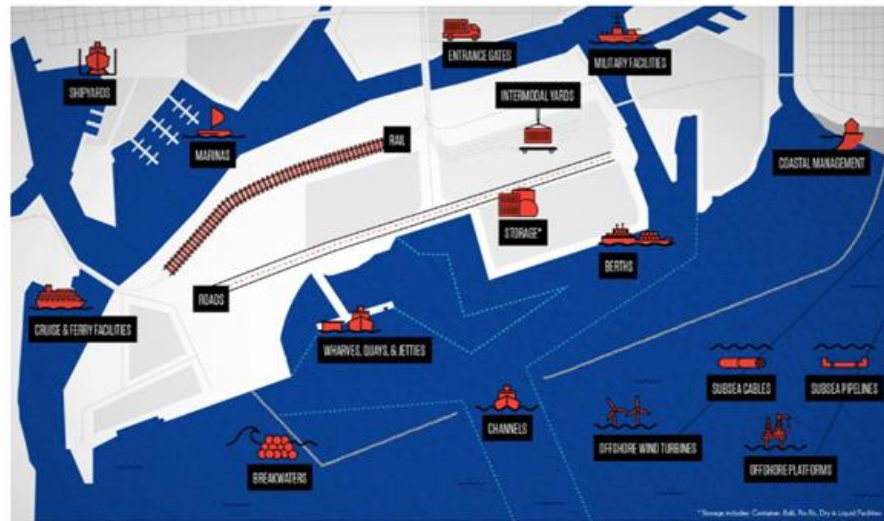 ENTRANCE GATES
MILITARY FACILITIES
SHIPYARDS
INTERMODAL YARDS
MARINAS
RAIL
COASTAL MANAGEMENT
STORAGE*
BERTHS
ROADS
CRUISE & FERRY FACILITIES
WHARVES, QUAYS, & JETTIES
SUBSEA CABLES
SUBSEA PIPELINES
CHANNELS
OFFSHORE WIND TURBINES
OFFSHORE PLATFORMS
BREAKWATERS
* Storage includes: Container, Bulk, Ro-Ro, Dry & Liquid Facilities